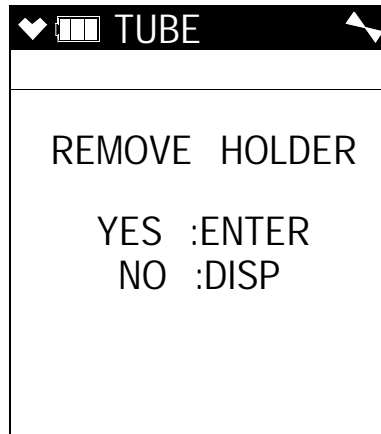 TUBE
REMOVE HOLDER
YES :ENTER
NO :DISP